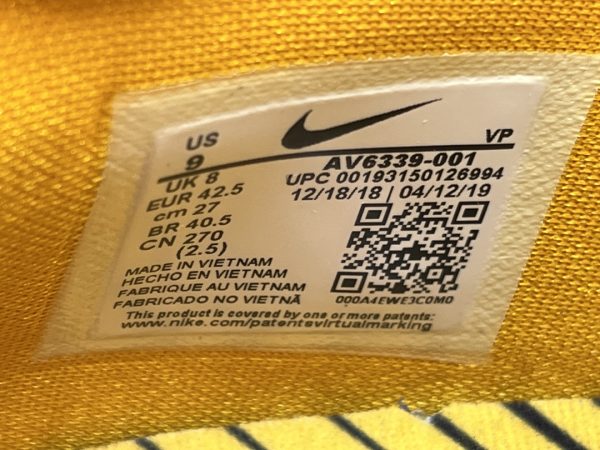 US
9
UK 8
EUR 42.5
cm 27
BR 40.5
CN 270
(2.5)
VP
AV6339-001
UPC 00193150126994
12/18/18 | 04/12/19
000A4EWE3C0M0
MADE IN VIETNAM
HECHO EN VIETNAM
FABRIQUE AU VIETNAM
FABRICADO NO VIETNÃ
This product is covered by one or more patents:
www.nike.com/patentsvirtualmarking